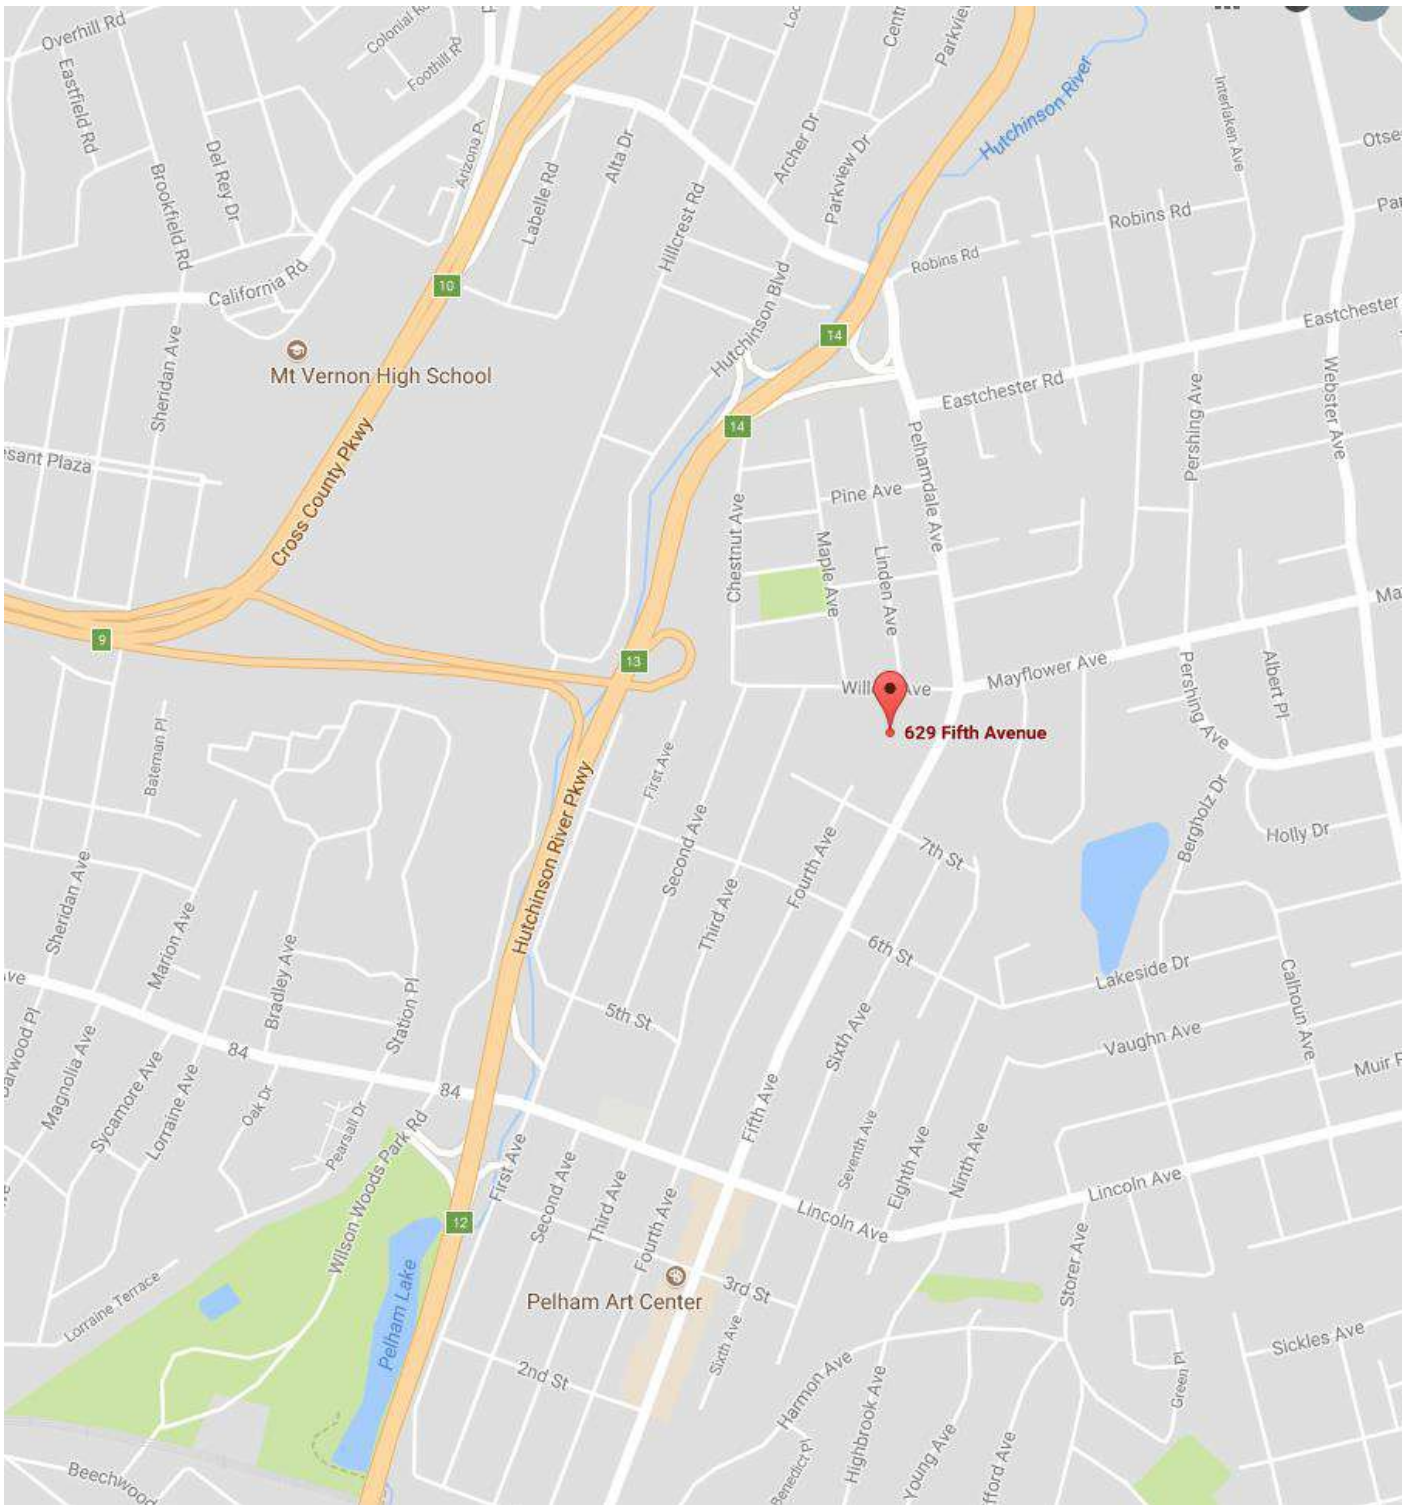 Overhill Rd
Eastfield Rd
Colonial Rd
Foothill Rd
Parkview
Hutchinson River
Interlaken Ave
Del Rey Dr
Brookfield Rd
Arizona Pl
Labelle Rd
Alta Dr
Archer Dr
Parkview Dr
Hillcrest Rd
Robins Rd
Robins Rd
California Rd
10
Hutchinson Blvd
Eastchester
Sheridan Ave
Mt Vernon High School
14
14
Eastchester Rd
Webster Ave
Pershing Ave
sant Plaza
Cross County Pkwy
Pelhamdale Ave
Pine Ave
Chestnut Ave
Maple Ave
Linden Ave
9
13
Ave
Mayflower Ave
Pershing Ave
Albert Pl
629 Fifth Avenue
Bateman Pl
First Ave
Hutchinson River Pkwy
Second Ave
Third Ave
Fourth Ave
7th St
Bergholz Dr
Holly Dr
Sheridan Ave
Marion Ave
Bradley Ave
Station Pl
6th St
Lakeside Dr
Calhoun Ave
5th St
Sixth Ave
Vaughn Ave
84
84
Magnolia Ave
Sycamore Ave
Lorraine Ave
Oak Dr
Pearsall Dr
Wilson Woods Park Rd
Fifth Ave
Seventh Ave
Eighth Ave
Ninth Ave
Lincoln Ave
Lincoln Ave
First Ave
Second Ave
Third Ave
Fourth Ave
12
Pelham Lake
Pelham Art Center
3rd St
Storer Ave
Lorraine Terrace
Sixth Ave
2nd St
Harmon Ave
Highbrook Ave
Young Ave
Benedict Pl
Green Pl
Sickles Ave
Beechwood